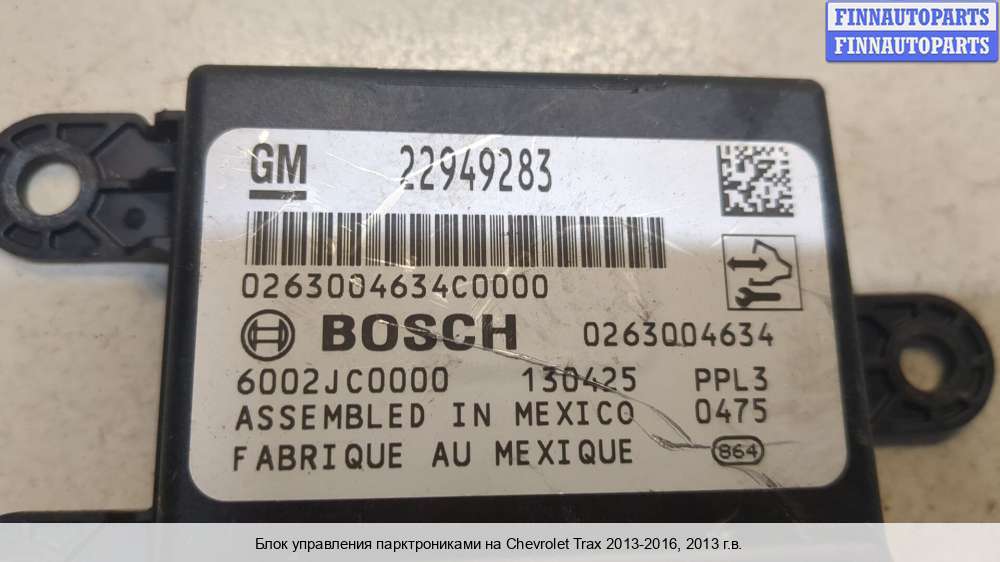 FINNAUTOPARTS
FINNAUTOPARTS
GM 22949283
0263004634C0000
BOSCH 0263004634
6002JC0000 130425 PPL3
ASSEMBLED IN MEXICO 0475
FABRIQUE AU MEXIQUE 864
Блок управления парктрониками на Chevrolet Trax 2013-2016, 2013 г.в.